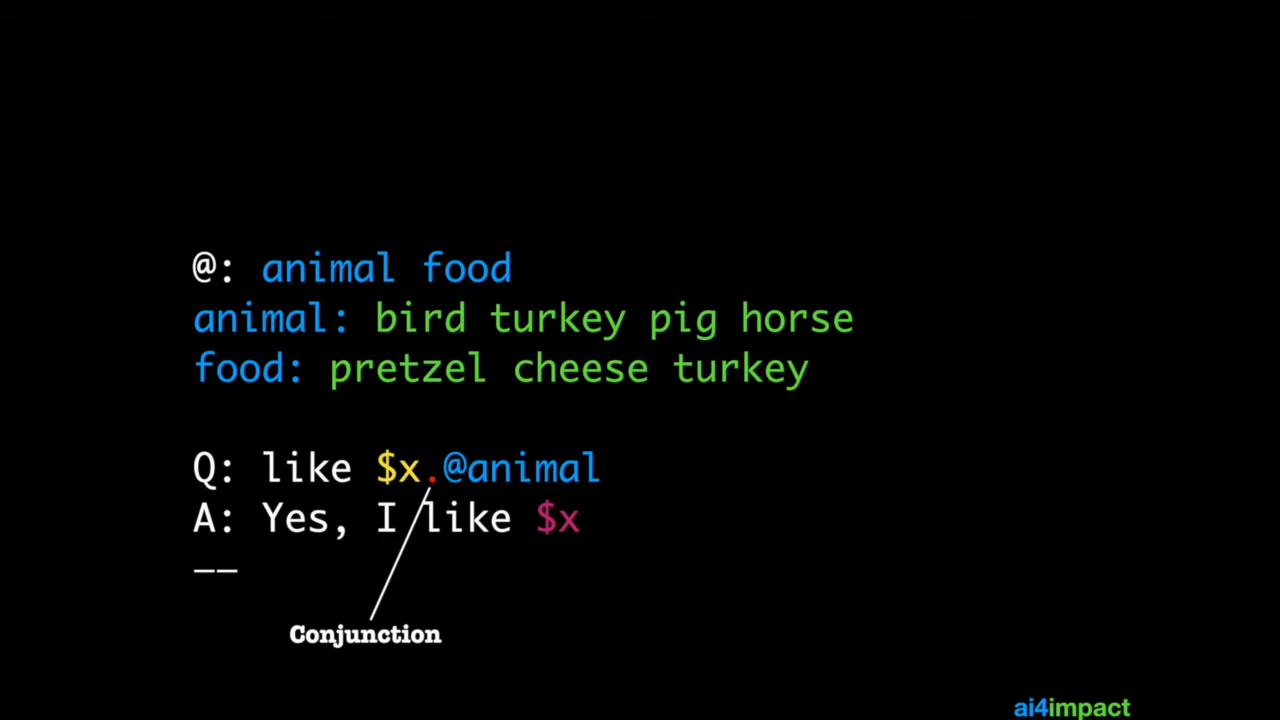 @: animal food
animal: bird turkey pig horse
food: pretzel cheese turkey
Q: like $x.@animal
A: Yes, I like $x
––
Conjunction
ai4impact